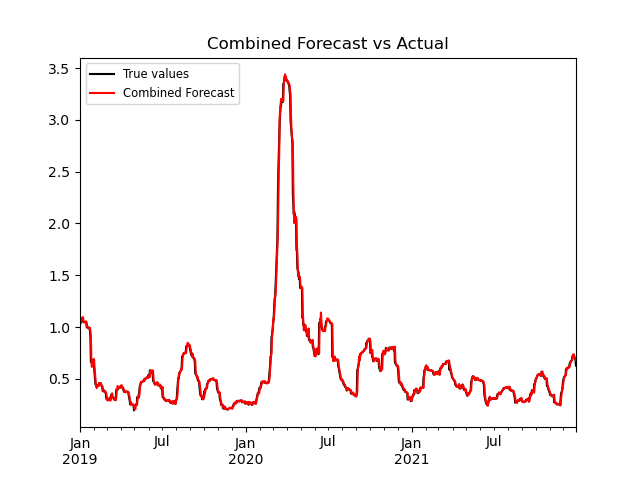 Combined Forecast vs Actual
True values
Combined Forecast
3.5
3.0
2.5
2.0
1.5
1.0
0.5
Jan Jul Jan Jul Jan Jul
2019 2020 2021